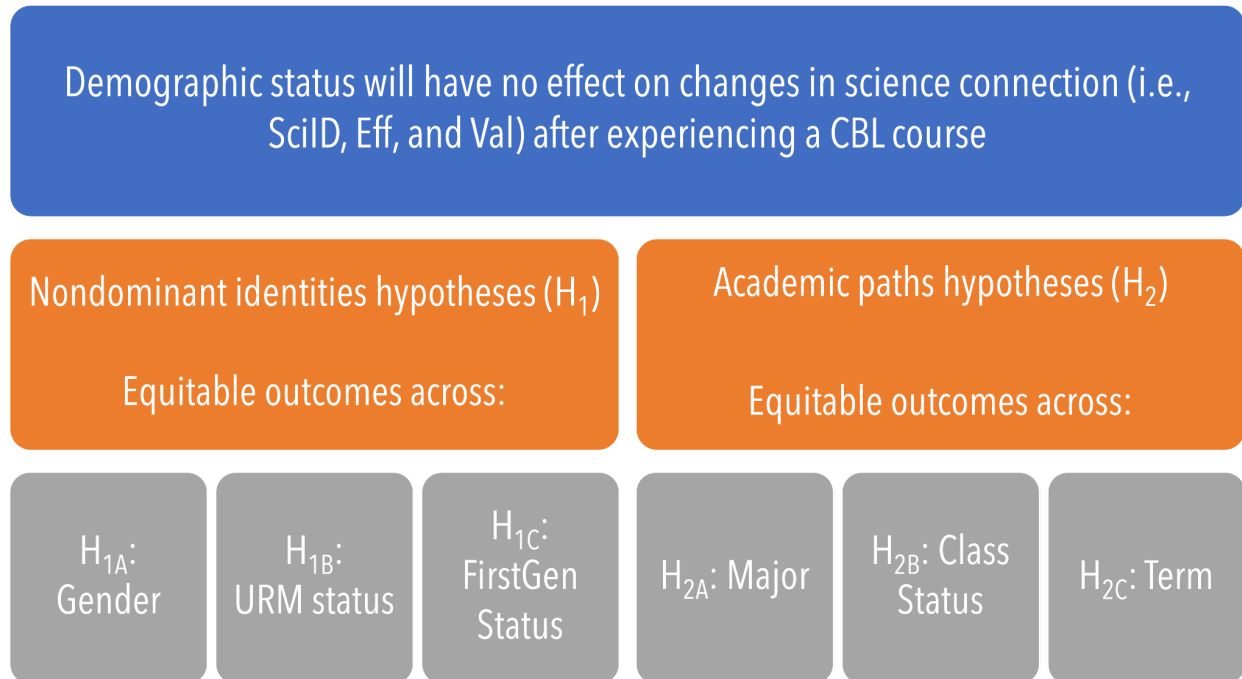 Demographic status will have no effect on changes in science connection (i.e.,
SciID, Eff, and Val) after experiencing a CBL course
Nondominant identities hypotheses (H1)
Equitable outcomes across:
Academic paths hypotheses (H2)
Equitable outcomes across:
H1A:
Gender
H1B:
URM status
H1C:
FirstGen
Status
H2A: Major
H2B: Class
Status
H2C: Term